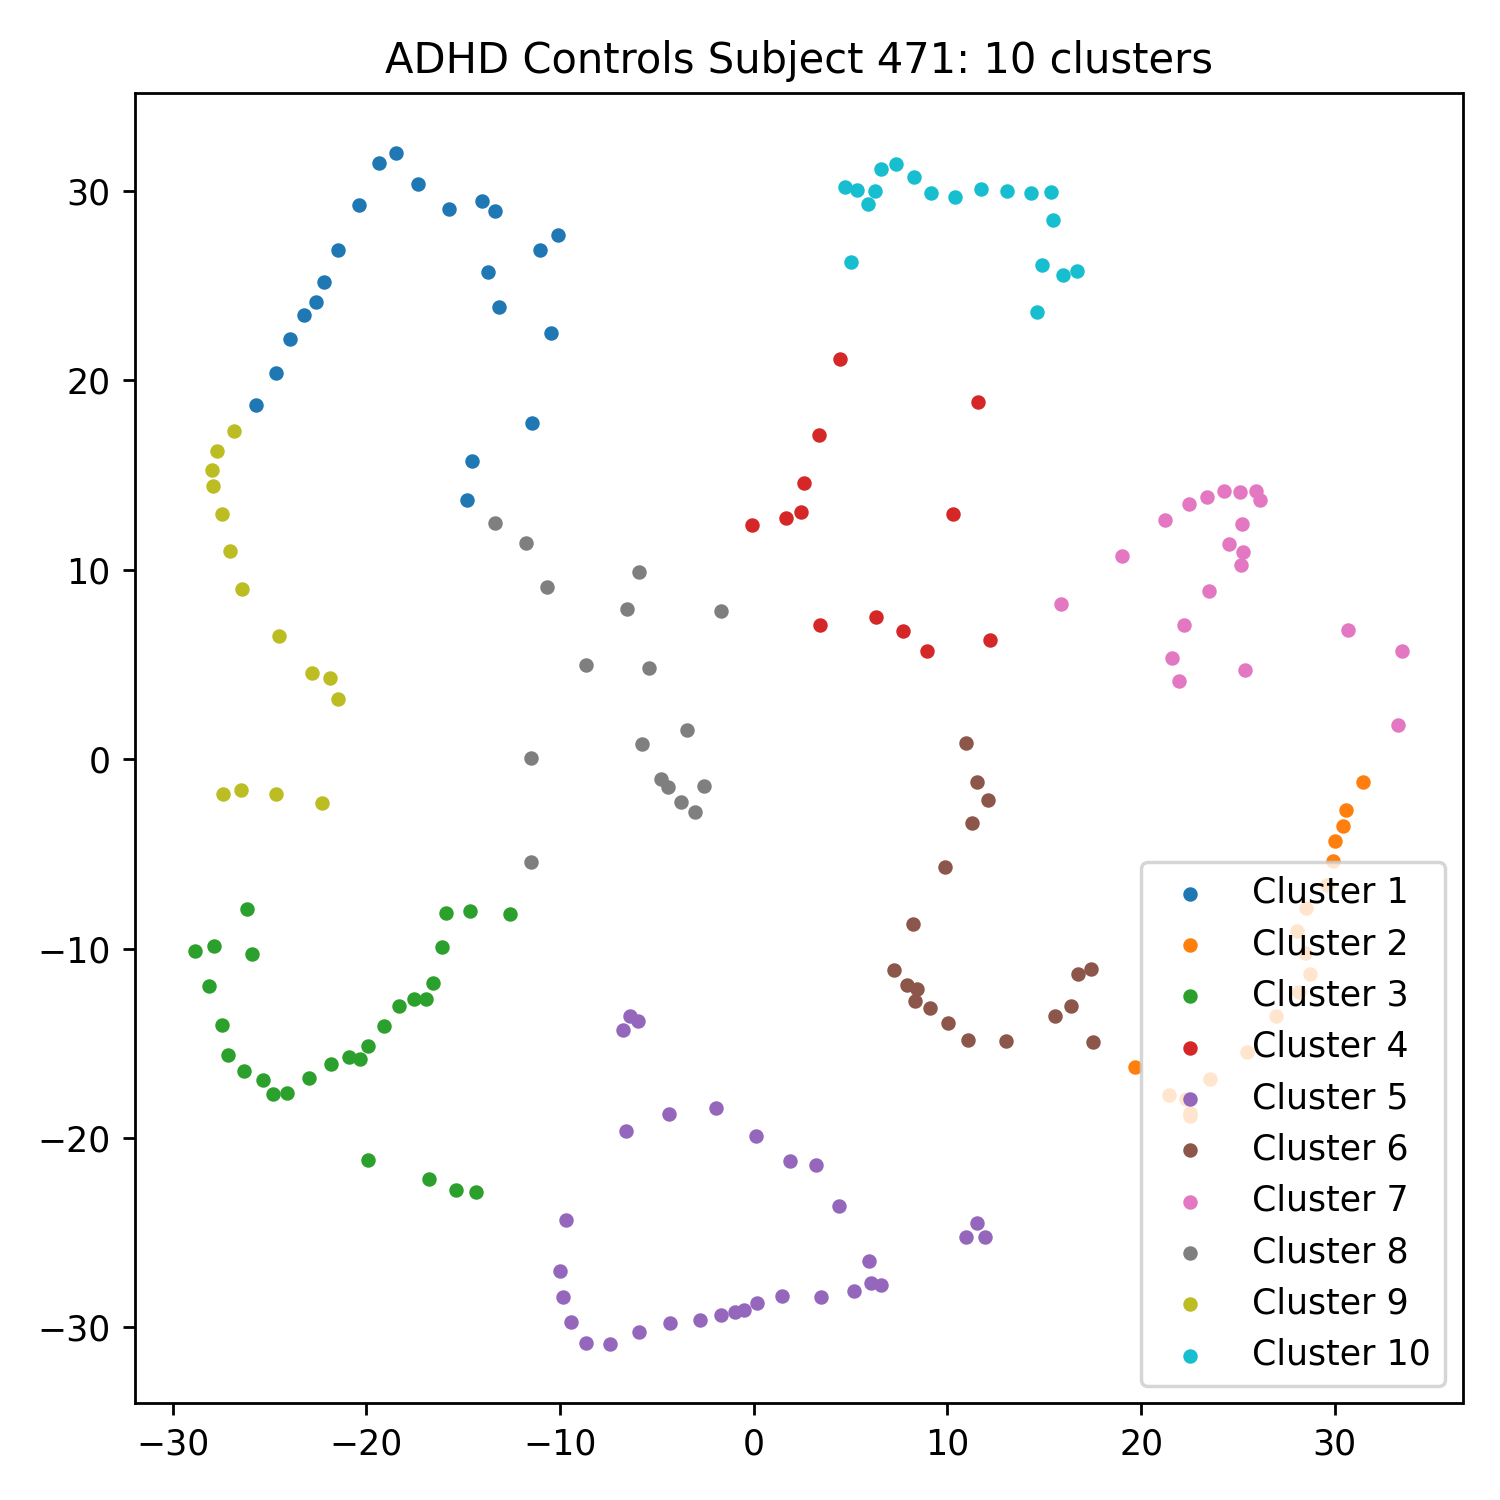 ADHD Controls Subject 471: 10 clusters
30
20
10
0
−10
−20
−30
−30
−20
−10
0
10
20
30
Cluster 1
Cluster 2
Cluster 3
Cluster 4
Cluster 5
Cluster 6
Cluster 7
Cluster 8
Cluster 9
Cluster 10